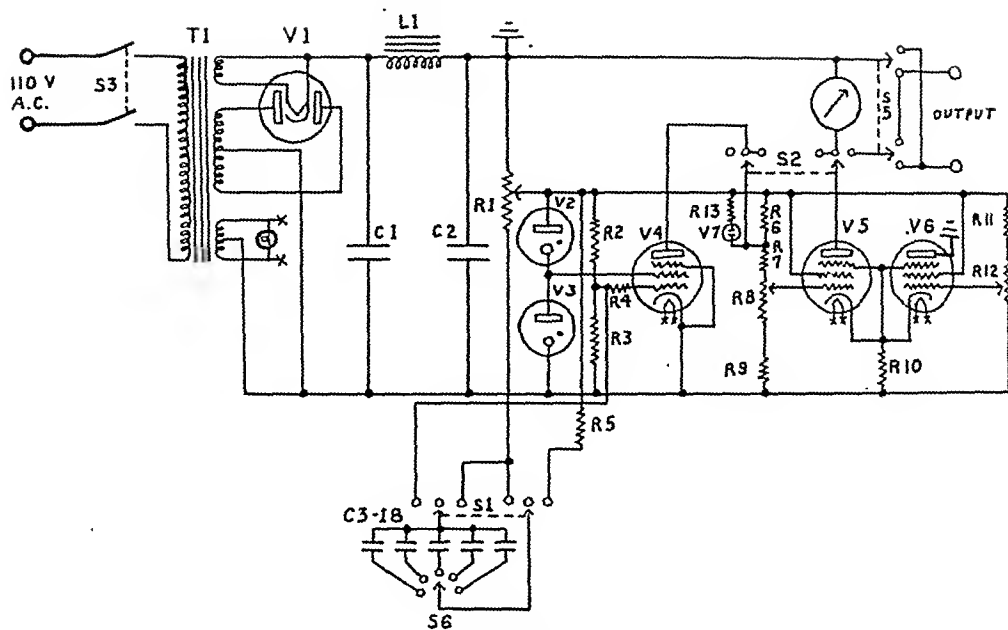 T1
V1
L1
110 V
A.C.
S3
S5
OUTPUT
S2
R1
V2
R2
V4
R13
V7
R6
R7
V5
V6
R11
C1
C2
V3
R4
R3
R8
R12
R9
R10
R5
S1
C3-18
S6